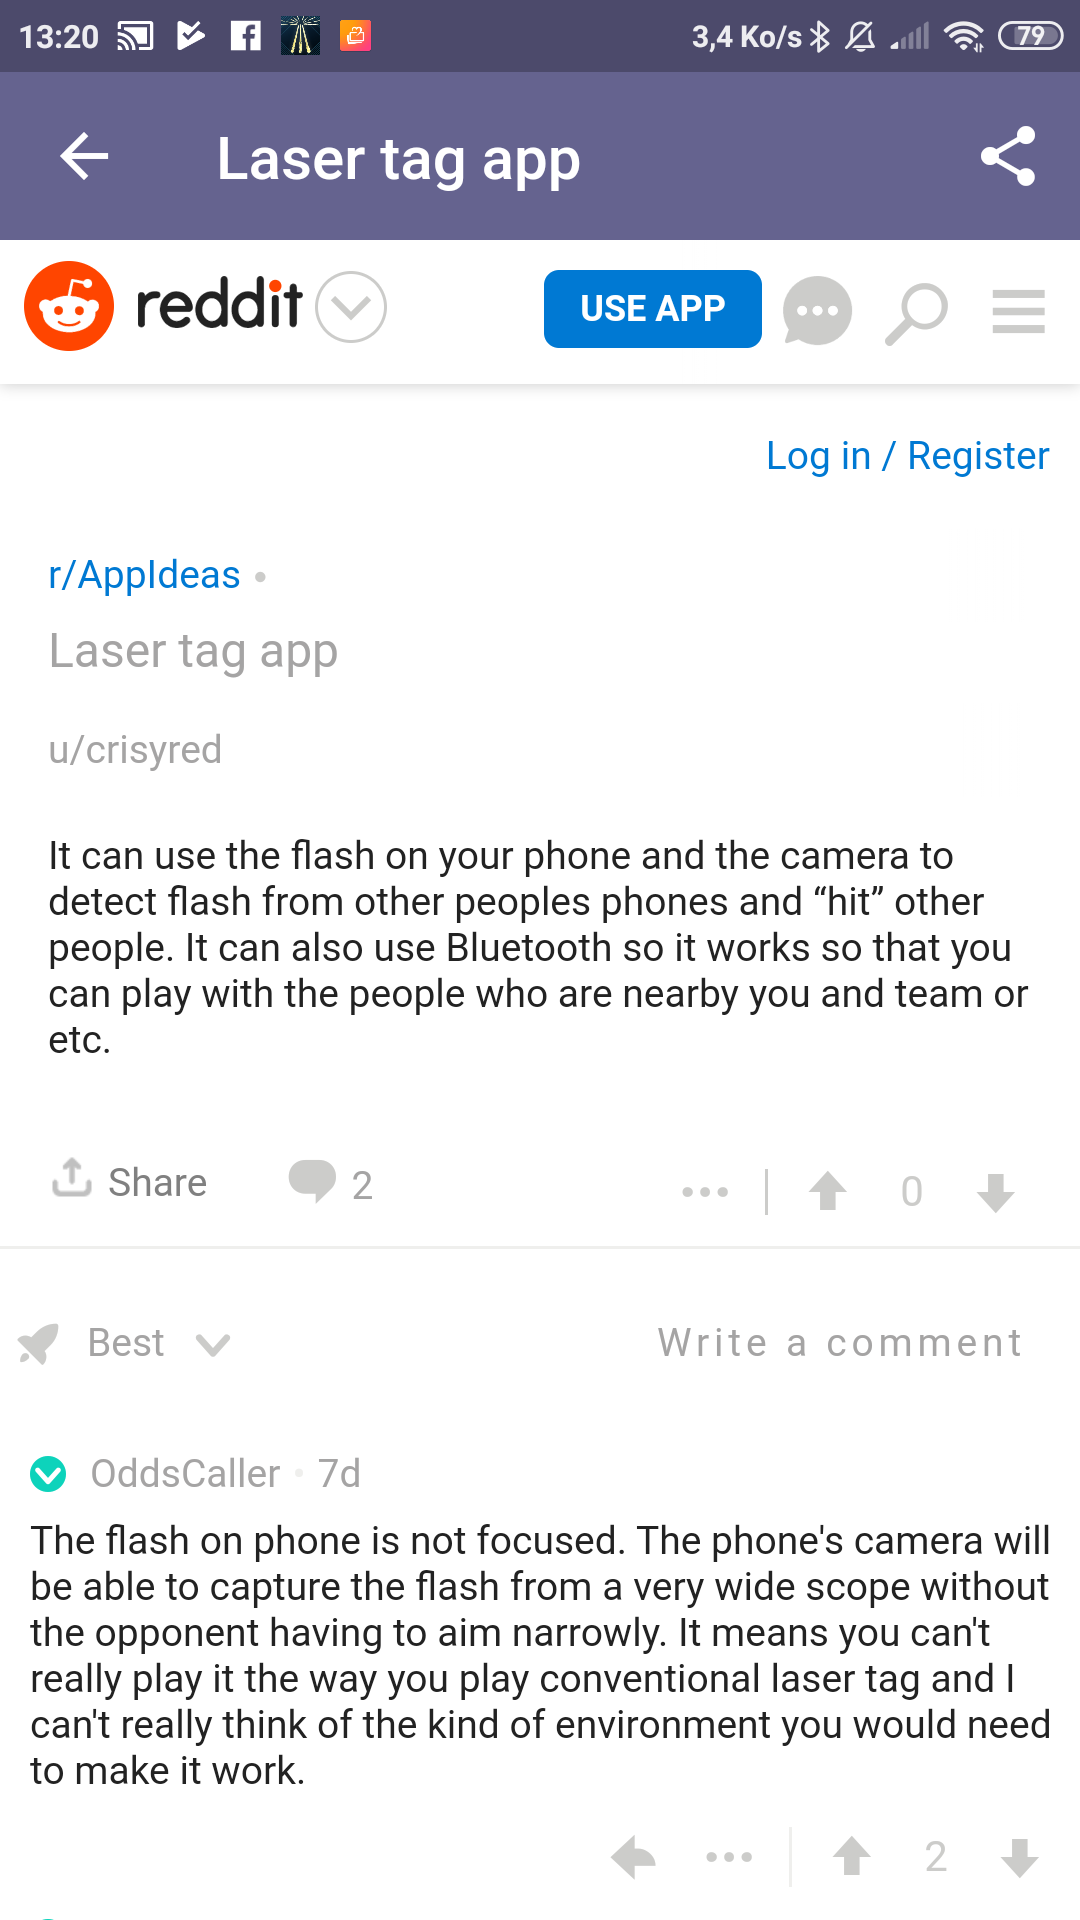 13:20 3,4 Ko/s 79
Laser tag app
reddit USE APP
Log in / Register
r/AppIdeas •
Laser tag app
u/crisyred
It can use the flash on your phone and the camera to
detect flash from other peoples phones and “hit” other
people. It can also use Bluetooth so it works so that you
can play with the people who are nearby you and team or
etc.
Share 2 0
Best Write a comment
OddsCaller • 7d
The flash on phone is not focused. The phone's camera will
be able to capture the flash from a very wide scope without
the opponent having to aim narrowly. It means you can't
really play it the way you play conventional laser tag and I
can't really think of the kind of environment you would need
to make it work.
2